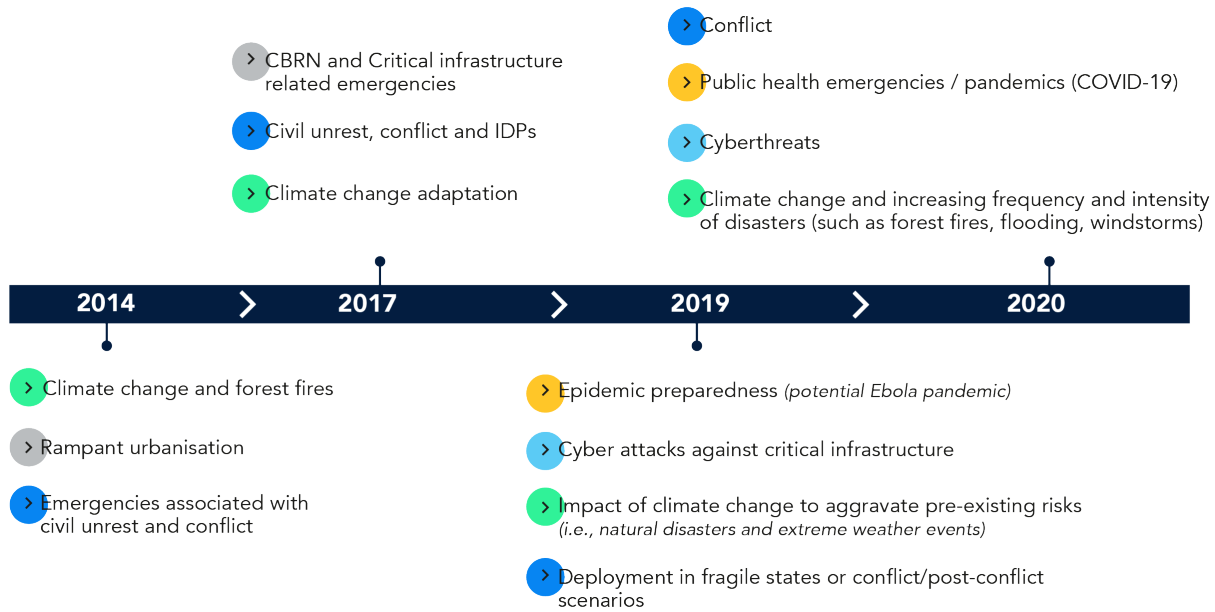 CBRN and Critical infrastructure
related emergencies
Civil unrest, conflict and IDPs
Climate change adaptation
Conflict
Public health emergencies / pandemics (COVID-19)
Cyberthreats
Climate change and increasing frequency and intensity
of disasters (such as forest fires, flooding, windstorms)
2014
2017
2019
2020
Climate change and forest fires
Rampant urbanisation
Emergencies associated with
civil unrest and conflict
Epidemic preparedness (potential Ebola pandemic)
Cyber attacks against critical infrastructure
Impact of climate change to aggravate pre-existing risks
(i.e., natural disasters and extreme weather events)
Deployment in fragile states or conflict/post-conflict
scenarios